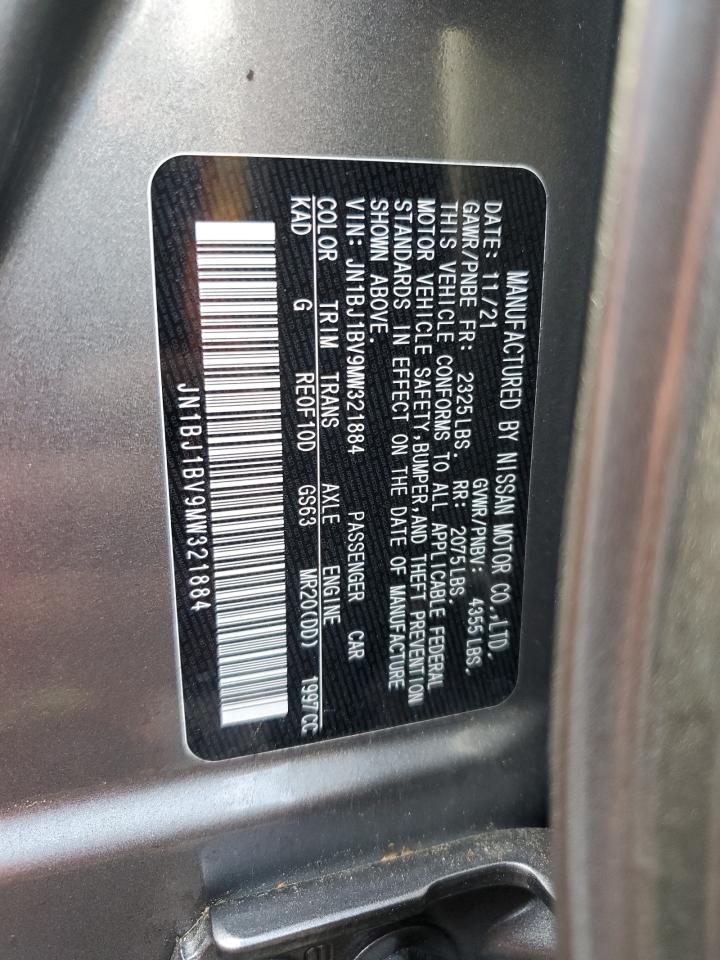 MANUFACTURED BY NISSAN MOTOR CO.,LTD.
DATE: 11/21 GVWR/PNBV: 4355LBS.
GAWR/PNBE FR: 2325LBS. RR: 2075LBS.
THIS VEHICLE CONFORMS TO ALL APPLICABLE FEDERAL
MOTOR VEHICLE SAFETY,BUMPER,AND THEFT PREVENTION
STANDARDS IN EFFECT ON THE DATE OF MANUFACTURE
SHOWN ABOVE.
VIN: JN1BJ1BV9MW321884 PASSENGER CAR
COLOR TRIM TRANS AXLE ENGINE
KAD G RE0F10D GS63 MR20(DD) 1997CC
JN1BJ1BV9MW321884